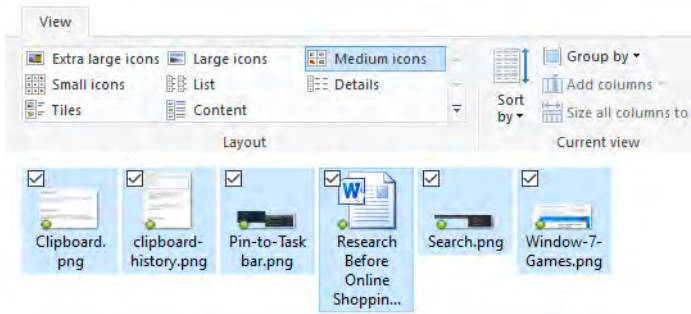 View
Extra large icons
Large icons
Medium icons
Small icons
List
Details
Tiles
Content
Layout
Sort by
Group by
Add columns
Size all columns to
Current view
Clipboard.
png
clipboard-
history.png
Pin-to-Task
bar.png
Research
Before
Online
Shoppin...
Search.png
Window-7-
Games.png